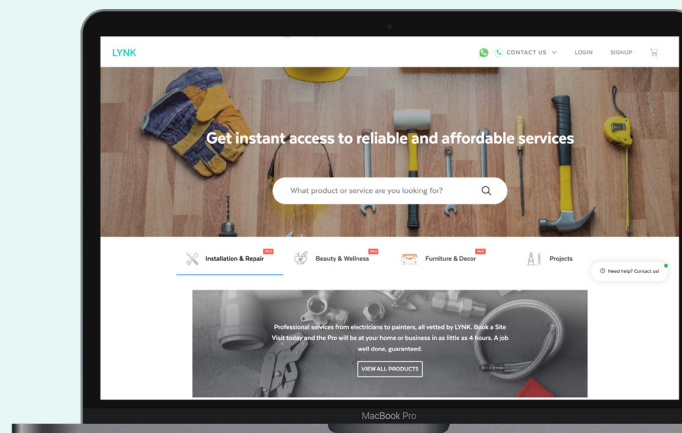 LYNK
CONTACT US
LOGIN
SIGNUP
Get instant access to reliable and affordable services
What product or service are you looking for?
Installation & Repair
Beauty & Wellness
Furniture & Decor
Projects
Need help? Contact us!
Professional services from electricians to painters, all vetted by LYNK. Book a Site
Visit today and the Pro will be at your home or business in as little as 4 hours. A job
well done, guaranteed.
VIEW ALL PRODUCTS
MacBook Pro